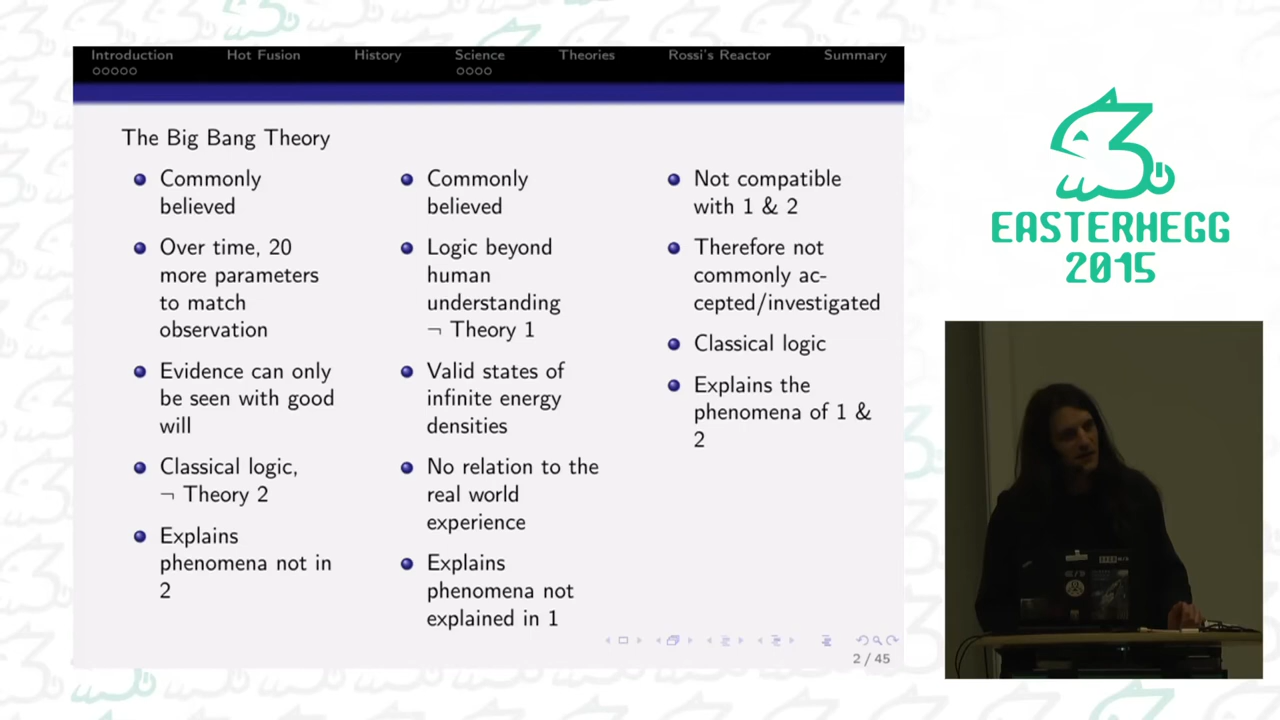 Introduction Hot Fusion History Science Theories Rossi's Reactor Summary
The Big Bang Theory
Commonly
believed
Over time, 20
more parameters
to match
observation
Evidence can only
be seen with good
will
Classical logic,
¬ Theory 2
Explains
phenomena not in
2
Commonly
believed
Logic beyond
human
understanding
¬ Theory 1
Valid states of
infinite energy
densities
No relation to the
real world
experience
Explains
phenomena not
explained in 1
Not compatible
with 1 & 2
Therefore not
commonly ac-
cepted/investigated
Classical logic
Explains the
phenomena of 1 &
2
2 / 45
EASTERHEGG
2015